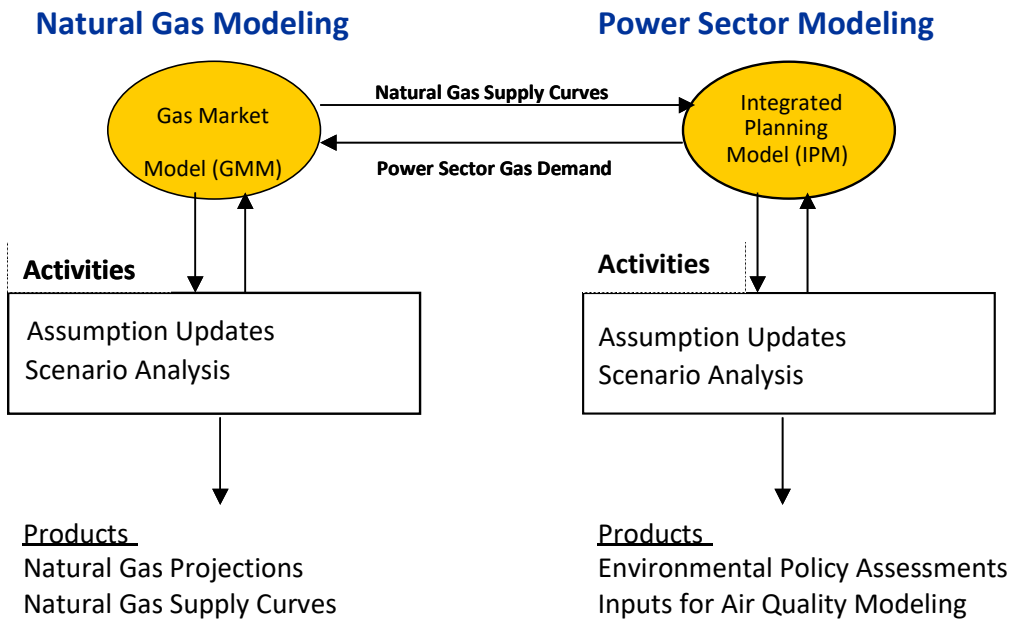 Natural Gas Modeling
Power Sector Modeling
Gas Market
Model (GMM)
Natural Gas Supply Curves
Power Sector Gas Demand
Integrated
Planning
Model (IPM)
Activities
Assumption Updates
Scenario Analysis
Activities
Assumption Updates
Scenario Analysis
Products
Natural Gas Projections
Natural Gas Supply Curves
Products
Environmental Policy Assessments
Inputs for Air Quality Modeling